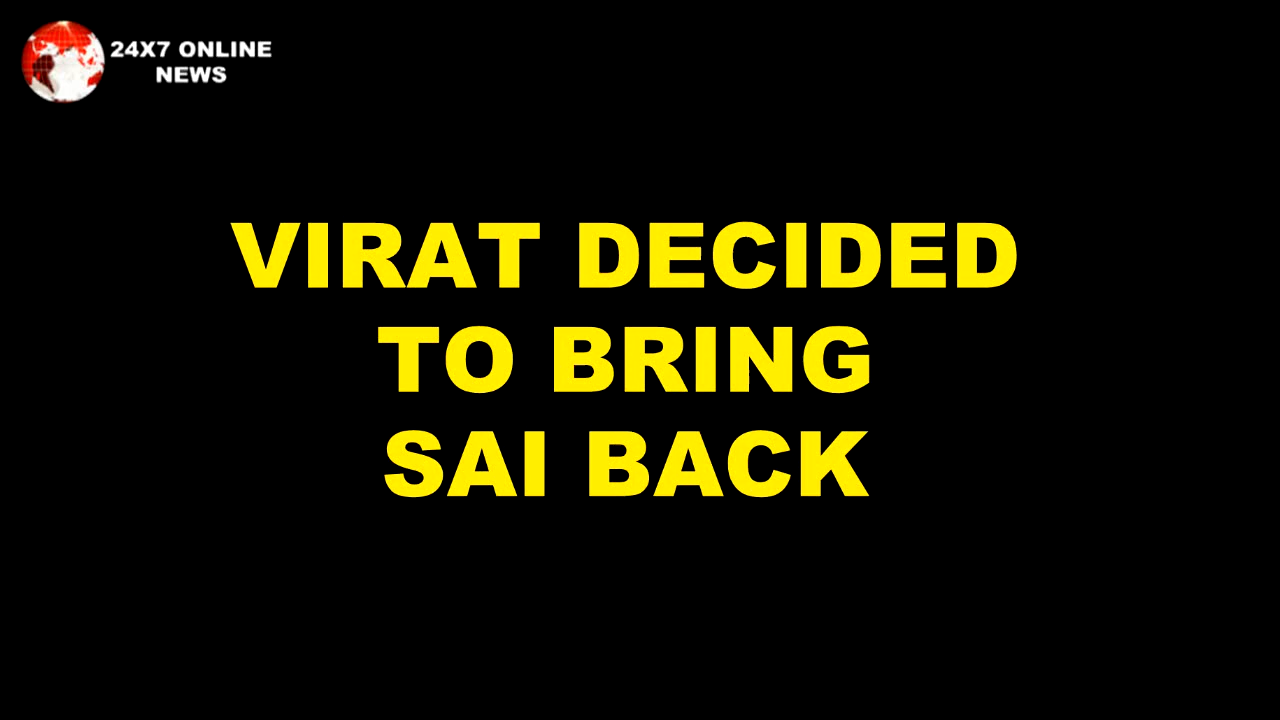 24X7 ONLINE
NEWS
VIRAT DECIDED
TO BRING
SAI BACK